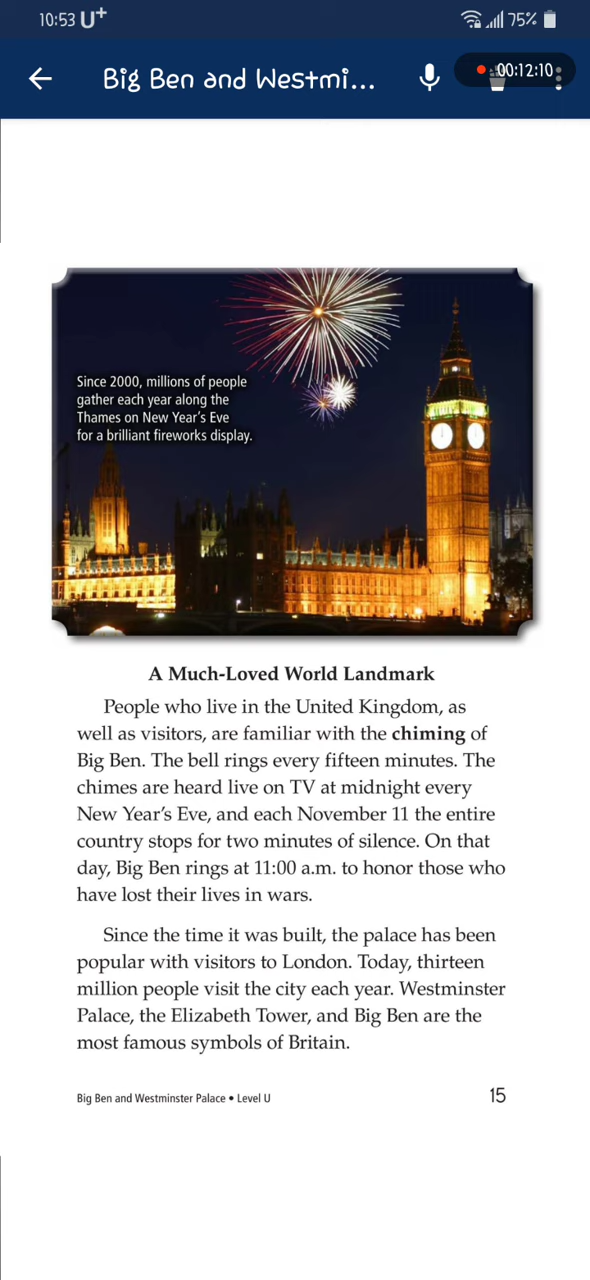 10:53 U+ 75%
Big Ben and Westmi... 00:12:10
Since 2000, millions of people
gather each year along the
Thames on New Year's Eve
for a brilliant fireworks display.
A Much-Loved World Landmark
People who live in the United Kingdom, as
well as visitors, are familiar with the chiming of
Big Ben. The bell rings every fifteen minutes. The
chimes are heard live on TV at midnight every
New Year's Eve, and each November 11 the entire
country stops for two minutes of silence. On that
day, Big Ben rings at 11:00 a.m. to honor those who
have lost their lives in wars.
Since the time it was built, the palace has been
popular with visitors to London. Today, thirteen
million people visit the city each year. Westminster
Palace, the Elizabeth Tower, and Big Ben are the
most famous symbols of Britain.
Big Ben and Westminster Palace • Level U 15